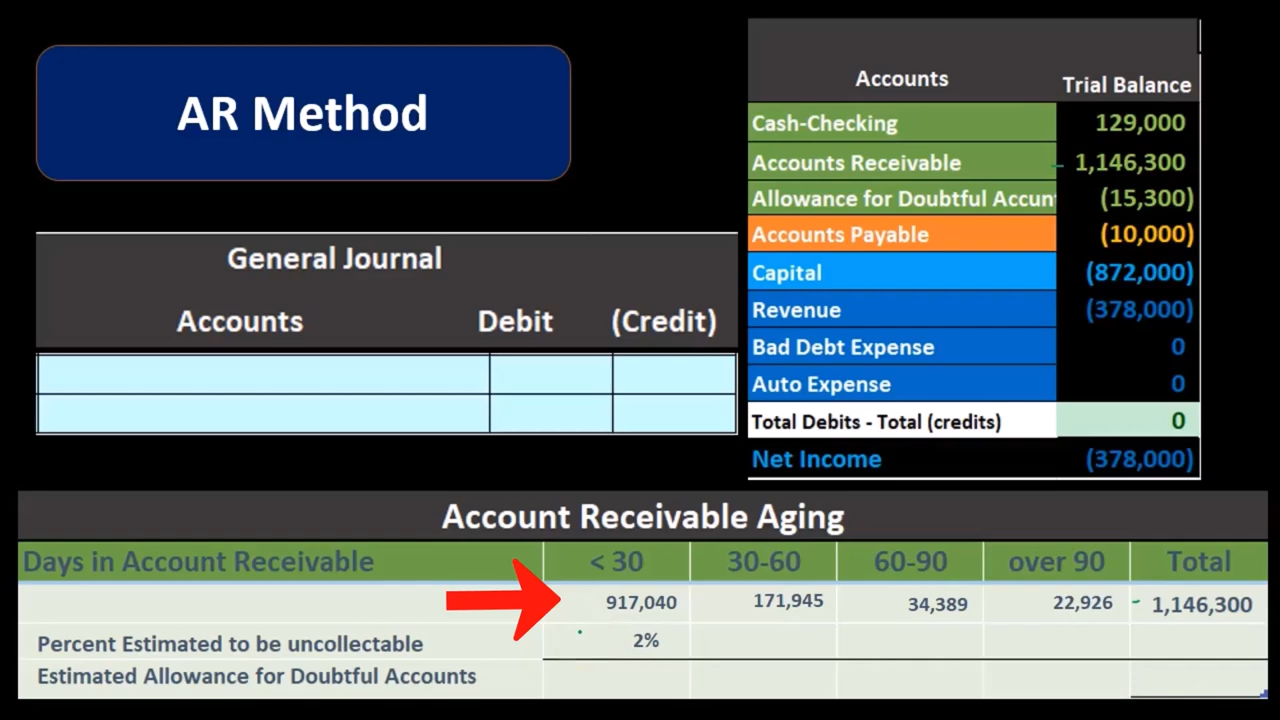 AR Method
General Journal
Accounts Debit (Credit)
Accounts Trial Balance
Cash-Checking 129,000
Accounts Receivable 1,146,300
Allowance for Doubtful Accun
(15,300)
Accounts Payable (10,000)
Capital (872,000)
Revenue (378,000)
Bad Debt Expense 0
Auto Expense 0
Total Debits - Total (credits) 0
Net Income (378,000)
Account Receivable Aging
Days in Account Receivable < 30 30-60 60-90 over 90 Total
917,040 171,945 34,389 22,926 1,146,300
Percent Estimated to be uncollectable 2%
Estimated Allowance for Doubtful Accounts